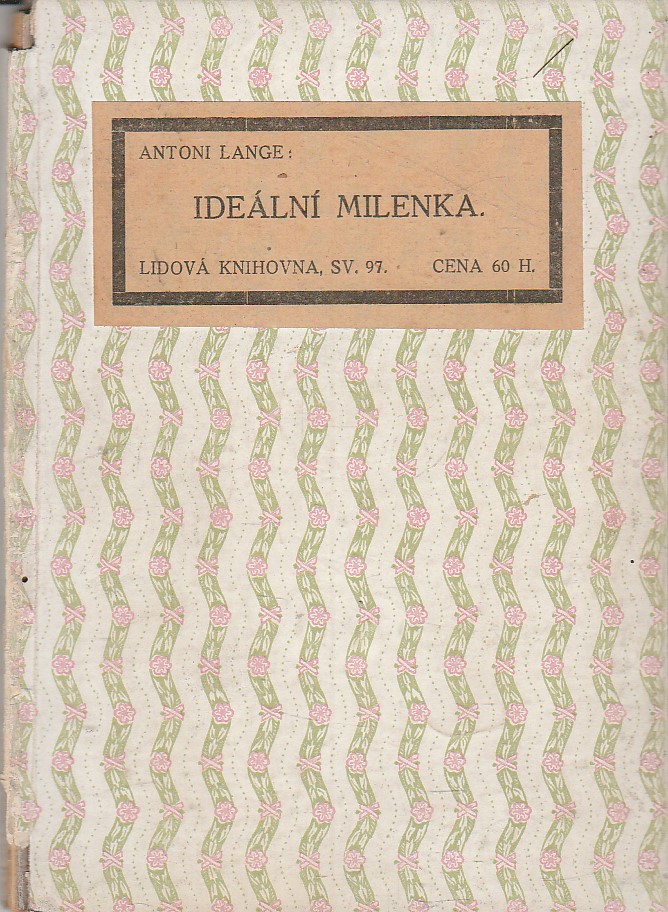 ANTONI LANGE:
IDEÁLNÍ MILENKA.
LIDOVÁ KNIHOVNA, SV. 97. CENA 60 H.